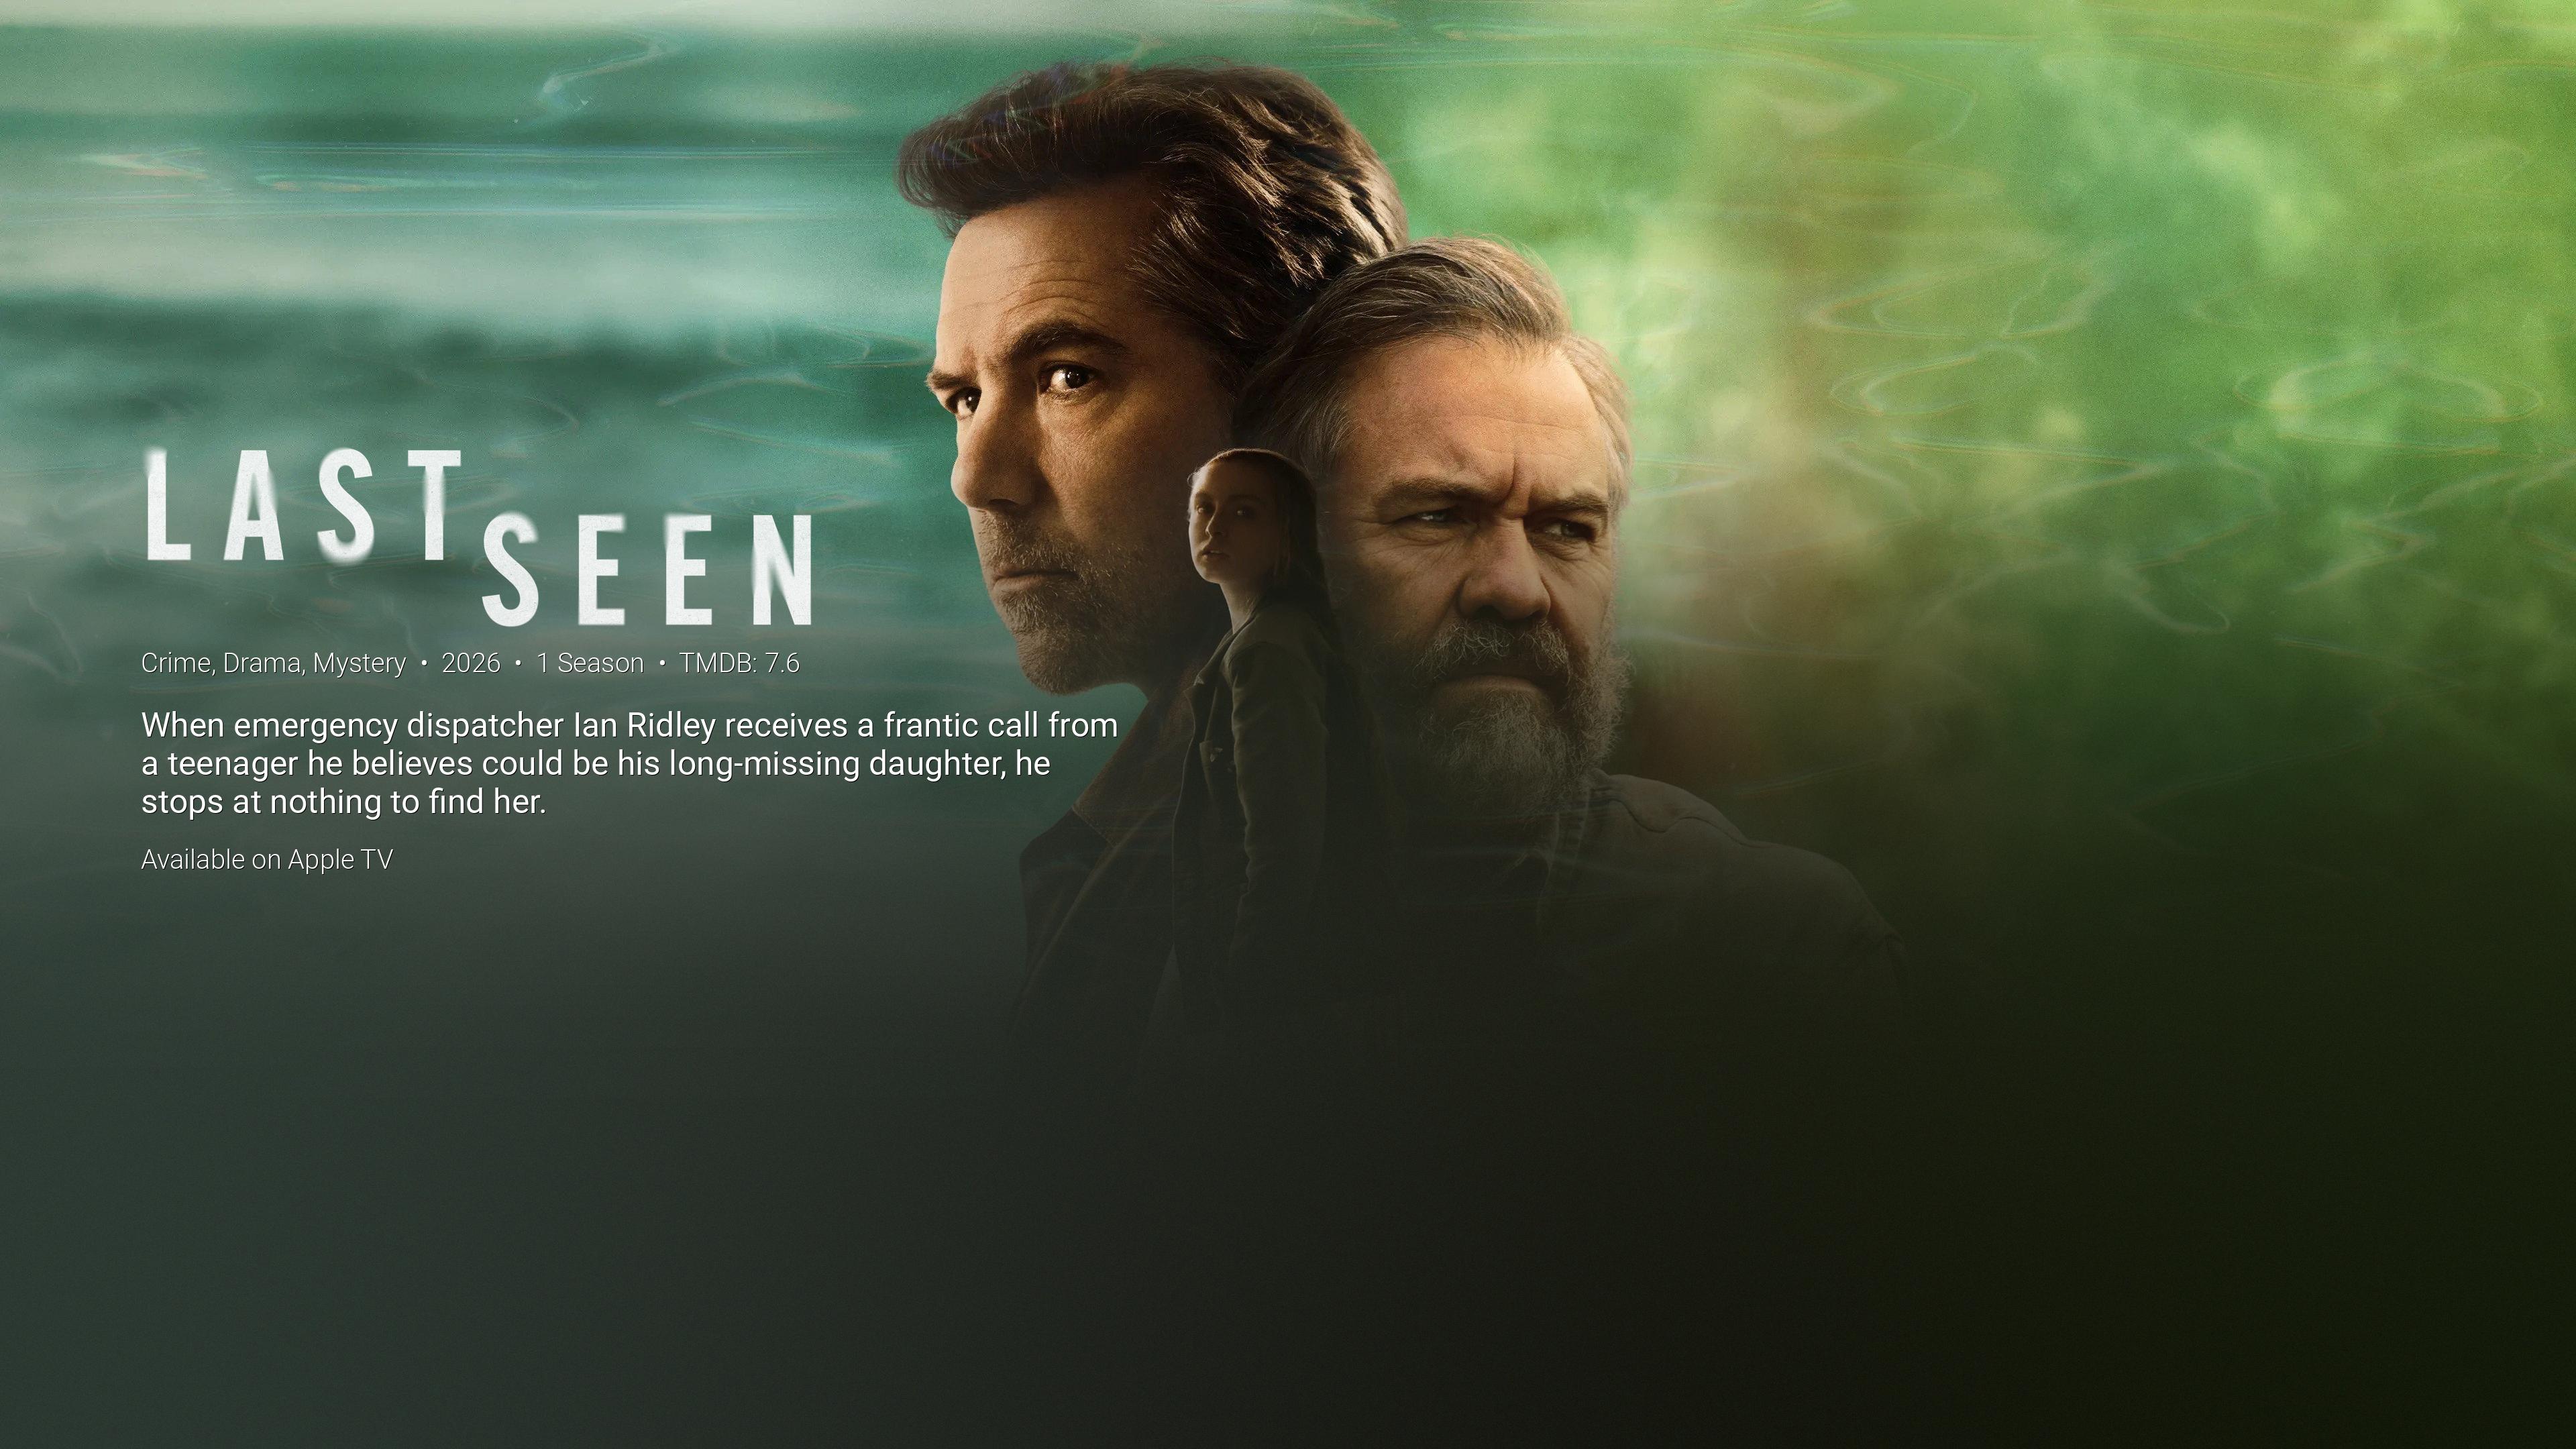 LAST
SEEN
Crime, Drama, Mystery • 2026 • 1 Season • TMDB: 7.6
When emergency dispatcher Ian Ridley receives a frantic call from
a teenager he believes could be his long-missing daughter, he
stops at nothing to find her.
Available on Apple TV